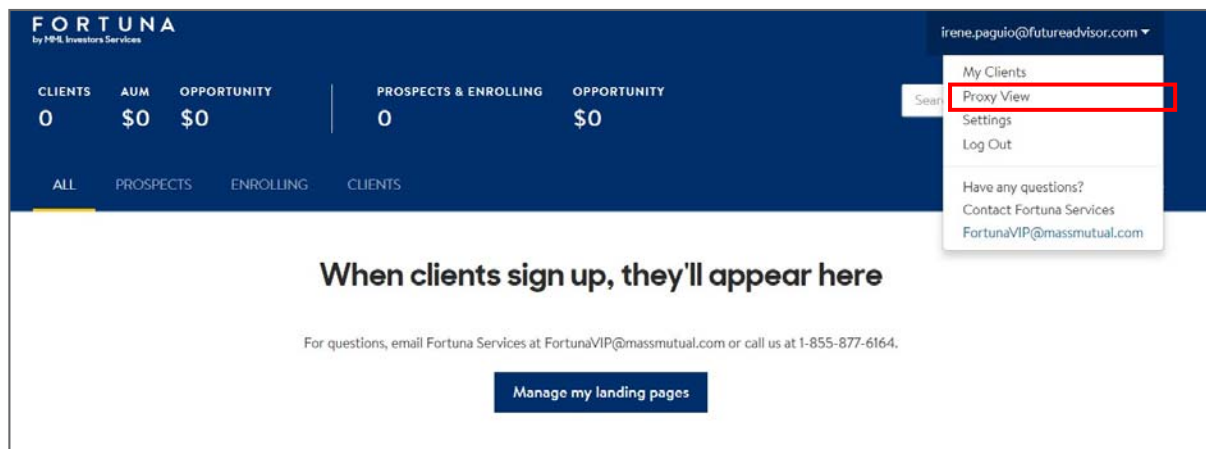 FORTUNA
by MML Investors Services
irene.paguio@futureadvisor.com
My Clients
Proxy View
Settings
Log Out
Have any questions?
Contact Fortuna Services
FortunaVIP@massmutual.com
CLIENTS AUM OPPORTUNITY PROSPECTS & ENROLLING OPPORTUNITY
0 $0 $0 0 $0
Sear
ALL PROSPECTS ENROLLING CLIENTS
When clients sign up, they'll appear here
For questions, email Fortuna Services at FortunaVIP@massmutual.com or call us at 1-855-877-6164.
Manage my landing pages